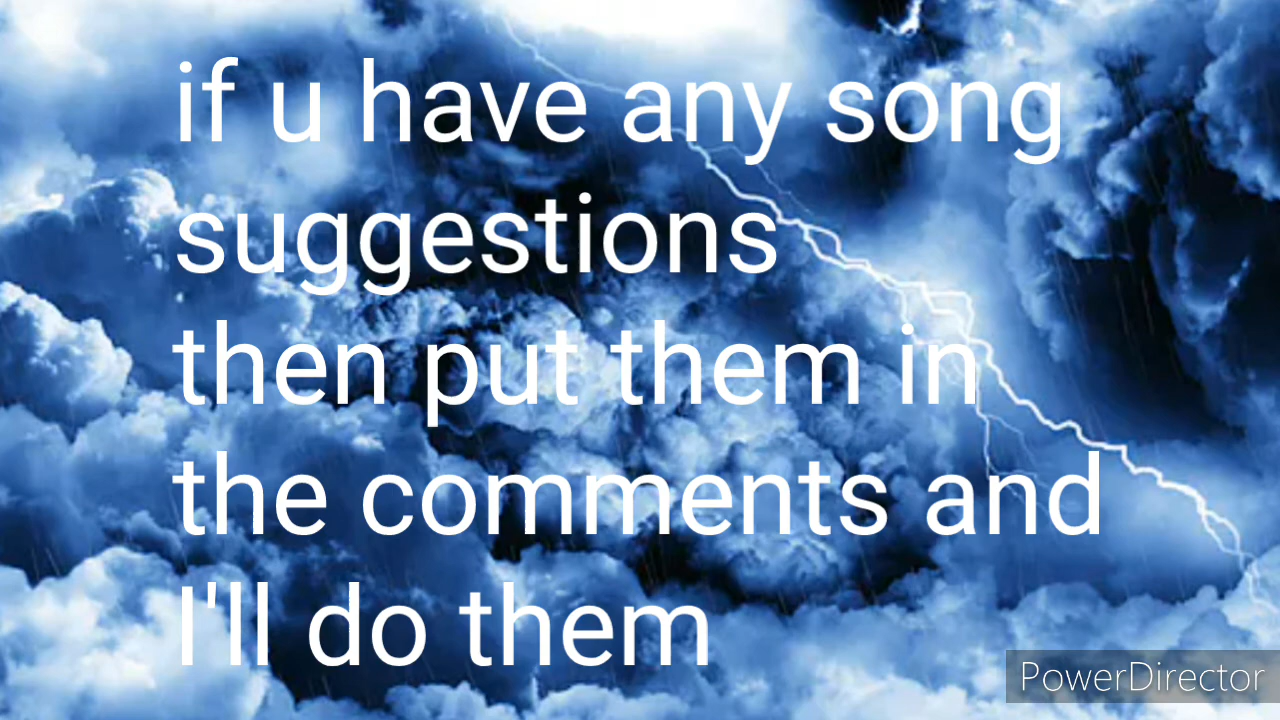 if u have any song
suggestions
then put them in
the comments and
I'll do them
PowerDirector